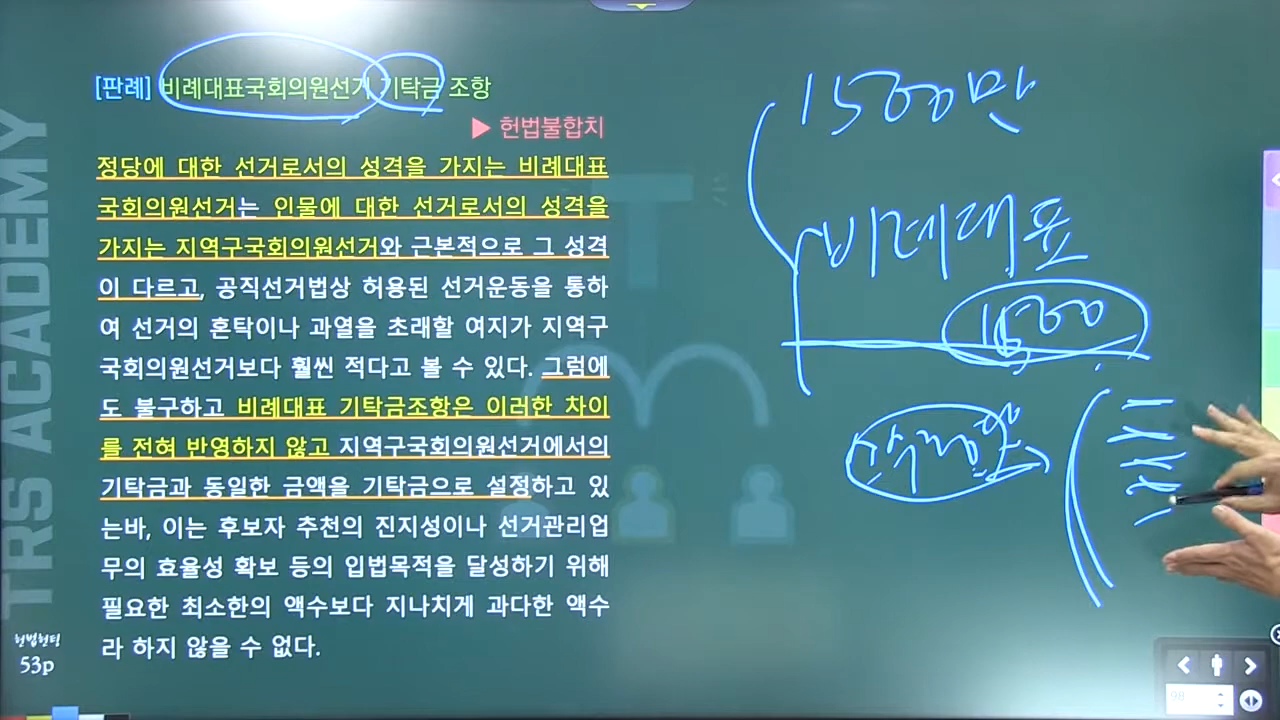 [판례] 비례대표국회의원선거 기탁금 조항
▶ 헌법불합치
정당에 대한 선거로서의 성격을 가지는 비례대표
국회의원선거는 인물에 대한 선거로서의 성격을
가지는 지역구국회의원선거와 근본적으로 그 성격
이 다르고, 공직선거법상 허용된 선거운동을 통하
여 선거의 혼탁이나 과열을 초래할 여지가 지역구
국회의원선거보다 훨씬 적다고 볼 수 있다. 그럼에
도 불구하고 비례대표 기탁금조항은 이러한 차이
를 전혀 반영하지 않고 지역구국회의원선거에서의
기탁금과 동일한 금액을 기탁금으로 설정하고 있
는바, 이는 후보자 추천의 진지성이나 선거관리업
무의 효율성 확보 등의 입법목적을 달성하기 위해
필요한 최소한의 액수보다 지나치게 과다한 액수
라 하지 않을 수 없다.
1500만
비례대표
1500
TRS ACADEMY
헌법헌팅
53p
98